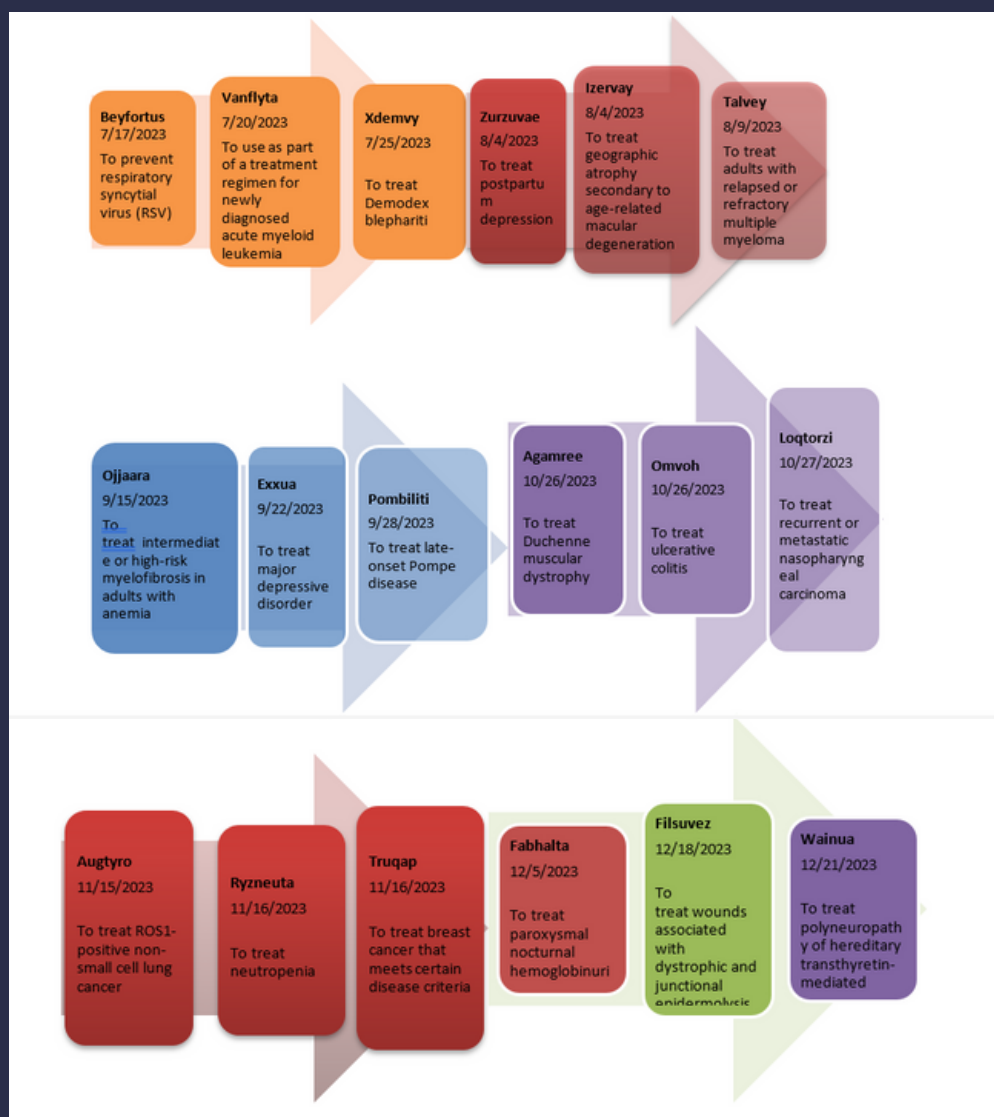 Beyfortus
7/17/2023
To prevent
respiratory
syncytial
virus (RSV)
Vanflyta
7/20/2023
To use as part
of a treatment
regimen for
newly
diagnosed
acute myeloid
leukemia
Xdemvy
7/25/2023
To treat
Demodex
blephariti
Zurzuvae
8/4/2023
To treat
postpartu
m
depression
Izervay
8/4/2023
To treat
geographic
atrophy
secondary to
age-related
macular
degeneration
Talvey
8/9/2023
To treat
adults with
relapsed or
refractory
multiple
myeloma
Ojjaara
9/15/2023
To
treat intermediat
e or high-risk
myelofibrosis in
adults with
anemia
Exxua
9/22/2023
To treat
major
depressive
disorder
Pombiliti
9/28/2023
To treat late-
onset Pompe
disease
Agamree
10/26/2023
To treat
Duchenne
muscular
dystrophy
Omvoh
10/26/2023
To treat
ulcerative
colitis
Loqtorzi
10/27/2023
To treat
recurrent or
metastatic
nasopharyng
eal
carcinoma
Augtyro
11/15/2023
To treat ROS1-
positive non-
small cell lung
cancer
Ryzneuta
11/16/2023
To treat
neutropenia
Truqap
11/16/2023
To treat breast
cancer that
meets certain
disease criteria
Fabhalta
12/5/2023
To treat
paroxysmal
nocturnal
hemoglobinuri
Filsuvez
12/18/2023
To
treat wounds
associated
with
dystrophic and
junctional
epidermolysis
Wainua
12/21/2023
To treat
polyneuropath
y of hereditary
transthyretin-
mediated